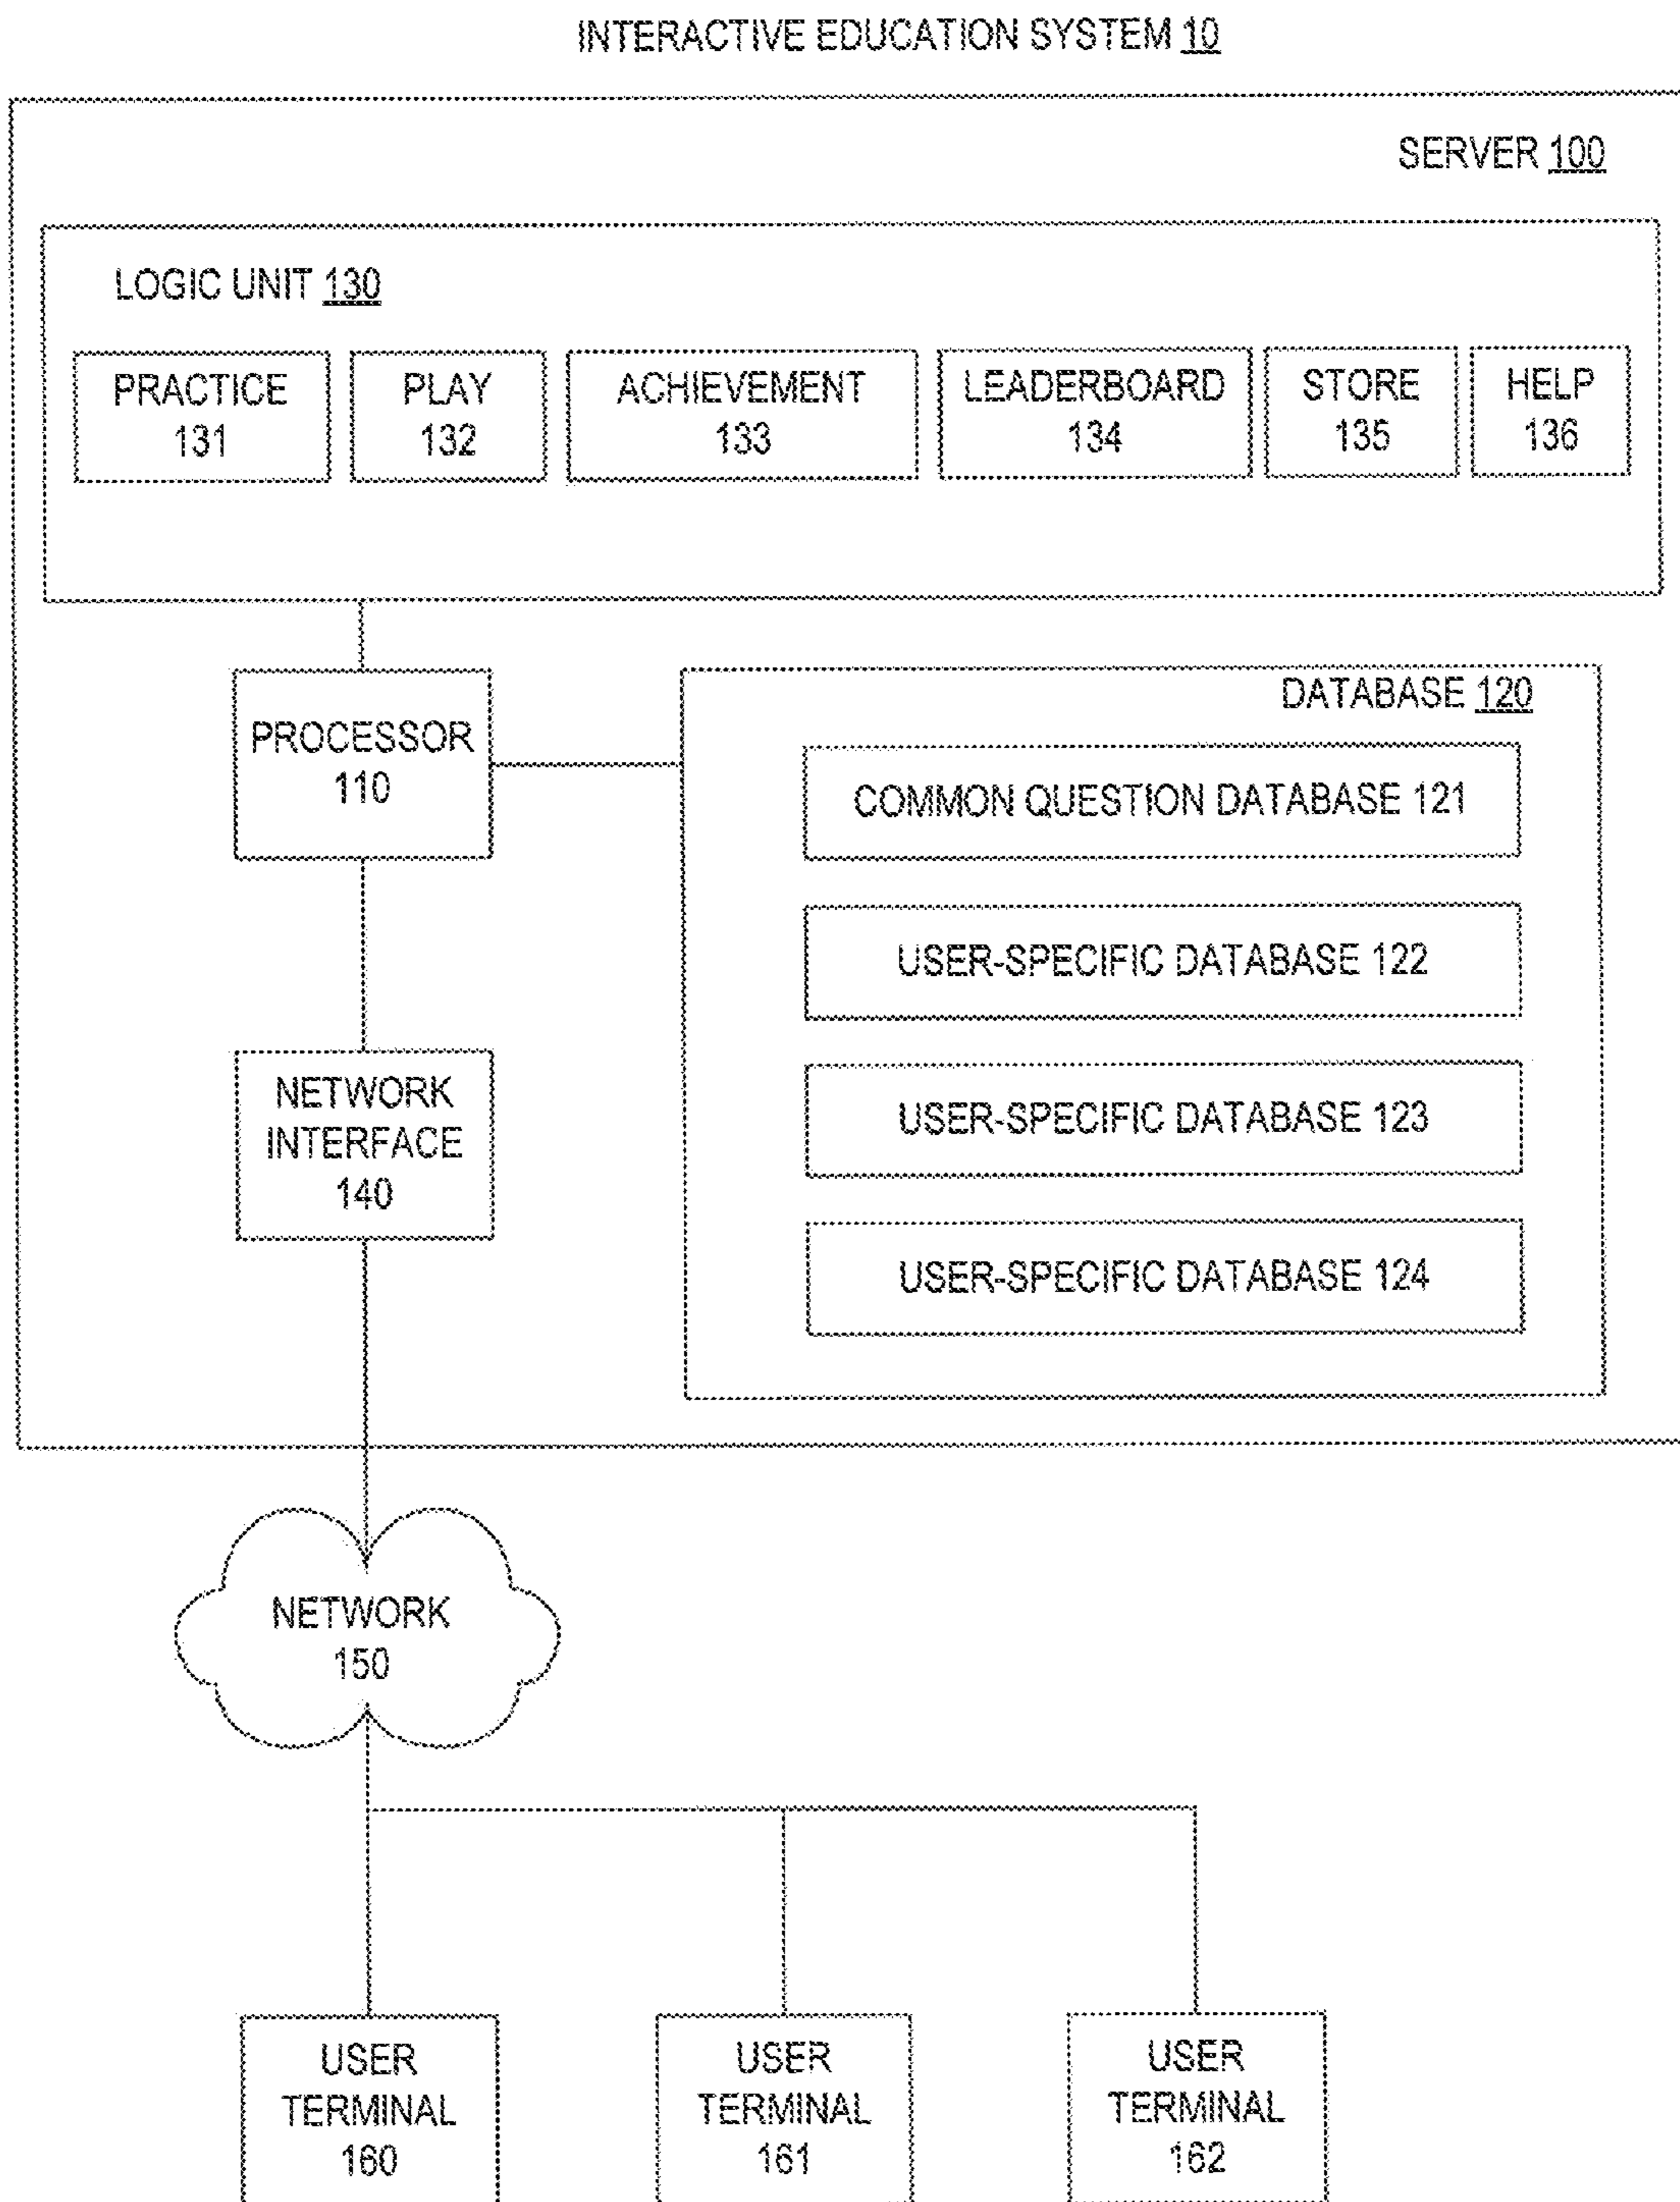 INTERACTIVE EDUCATION SYSTEM 10
SERVER 100
LOGIC UNIT 130
PRACTICE
131
PLAY
132
ACHIEVEMENT
133
LEADERBOARD
134
STORE
135
HELP
136
PROCESSOR
110
DATABASE 120
COMMON QUESTION DATABASE 121
USER-SPECIFIC DATABASE 122
USER-SPECIFIC DATABASE 123
USER-SPECIFIC DATABASE 124
NETWORK
INTERFACE
140
NETWORK
150
USER
TERMINAL
160
USER
TERMINAL
161
USER
TERMINAL
162